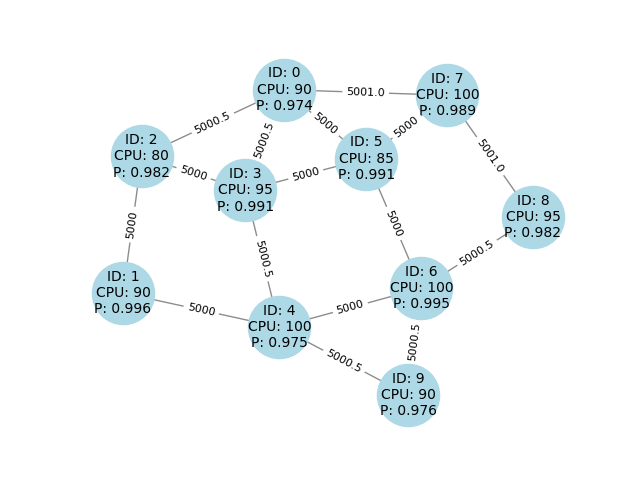 ID: 0
CPU: 90
P: 0.974
ID: 7
CPU: 100
P: 0.989
5001.0
5000.5
5000
5000
5000.5
ID: 2
CPU: 80
P: 0.982
ID: 5
CPU: 85
P: 0.991
5001.0
5000
5000
ID: 3
CPU: 95
P: 0.991
ID: 8
CPU: 95
P: 0.982
5000
5000
5000.5
5000.5
ID: 1
CPU: 90
P: 0.996
ID: 6
CPU: 100
P: 0.995
5000
5000
ID: 4
CPU: 100
P: 0.975
5000.5
5000.5
ID: 9
CPU: 90
P: 0.976